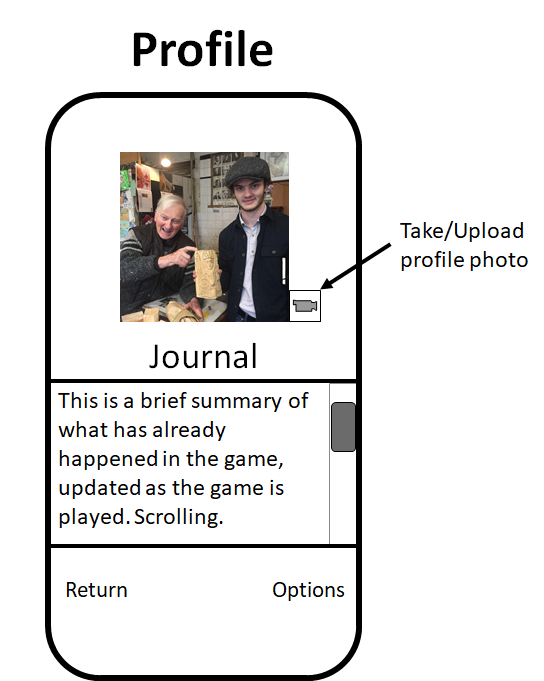 Profile
Take/Upload
profile photo
Journal
This is a brief summary of
what has already
happened in the game,
updated as the game is
played. Scrolling.
Return
Options